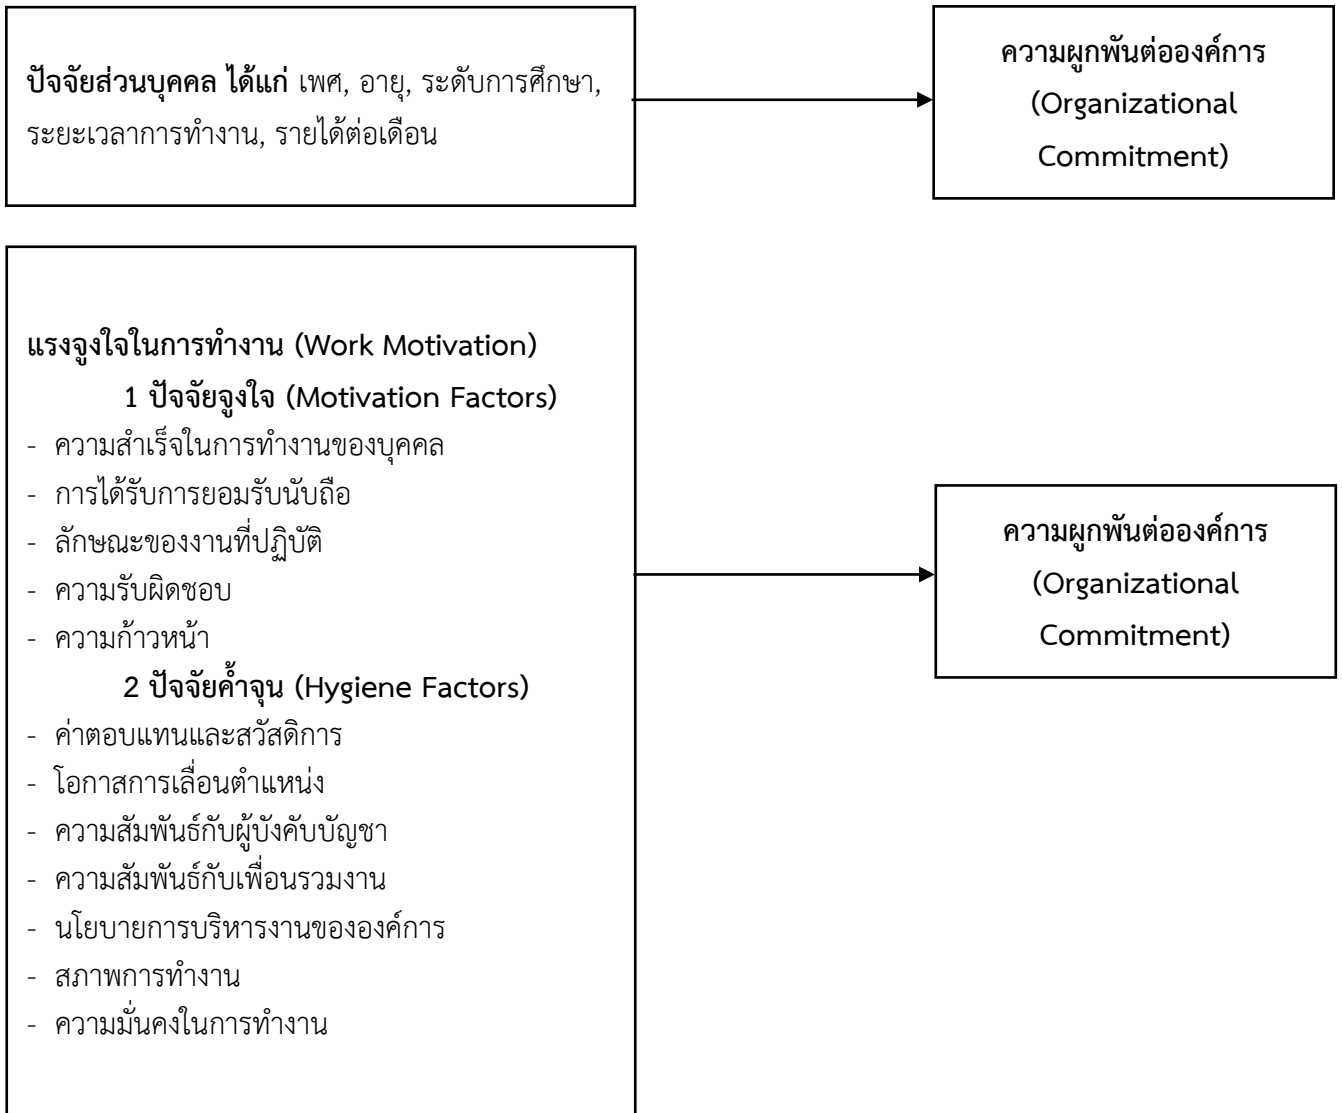 ปัจจัยส่วนบุคคล ได้แก่ เพศ, อายุ, ระดับการศึกษา,
ระยะเวลาการทำงาน, รายได้ต่อเดือน
ความผูกพันต่อองค์การ
(Organizational
Commitment)
แรงจูงใจในการทำงาน (Work Motivation)
1 ปัจจัยจูงใจ (Motivation Factors)
- ความสำเร็จในการทำงานของบุคคล
- การได้รับการยอมรับนับถือ
- ลักษณะของงานที่ปฏิบัติ
- ความรับผิดชอบ
- ความก้าวหน้า
2 ปัจจัยค้ำจุน (Hygiene Factors)
- ค่าตอบแทนและสวัสดิการ
- โอกาสการเลื่อนตำแหน่ง
- ความสัมพันธ์กับผู้บังคับบัญชา
- ความสัมพันธ์กับเพื่อนรวมงาน
- นโยบายการบริหารงานขององค์การ
- สภาพการทำงาน
- ความมั่นคงในการทำงาน
ความผูกพันต่อองค์การ
(Organizational
Commitment)